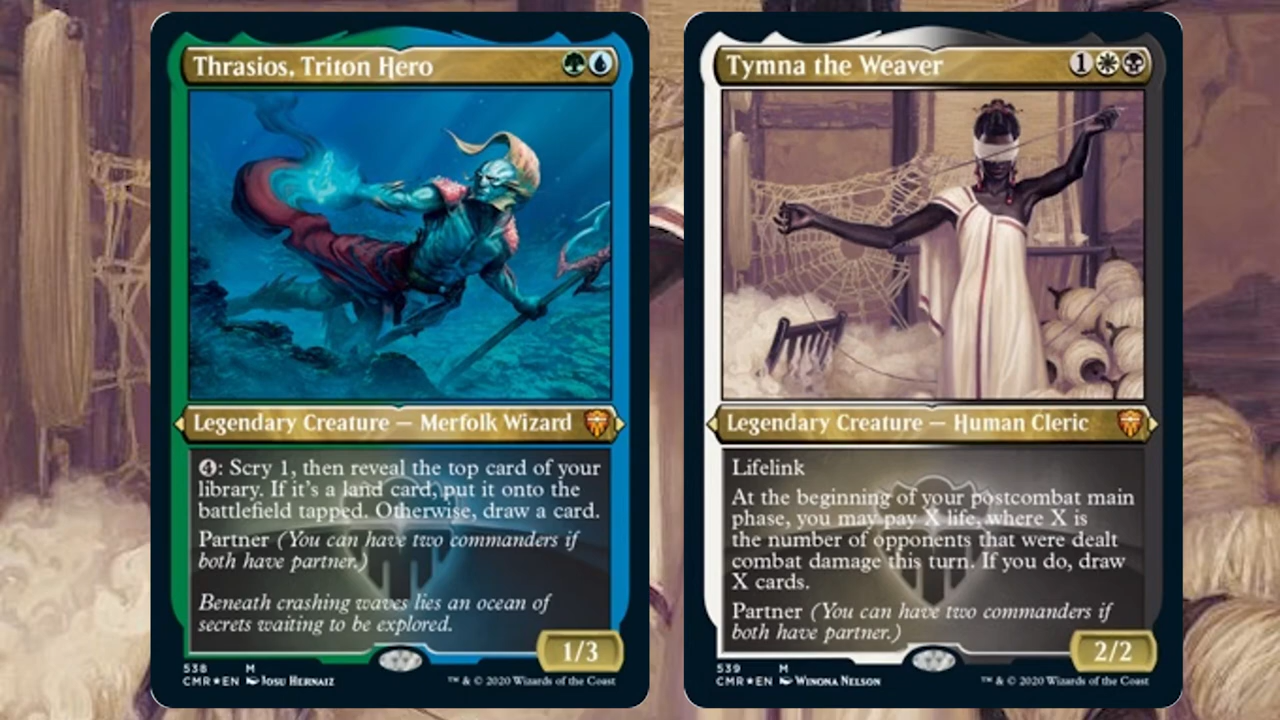 Thrasios, Triton Hero
Legendary Creature — Merfolk Wizard
4: Scry 1, then reveal the top card of your
library. If it's a land card, put it onto the
battlefield tapped. Otherwise, draw a card.
Partner (You can have two commanders if
both have partner.)
Beneath crashing waves lies an ocean of
secrets waiting to be explored.
1/3
538 M
CMR★EN Josu Hernaiz
™ & © 2020 Wizards of the Coast
Tymna the Weaver 1
Legendary Creature — Human Cleric
Lifelink
At the beginning of your postcombat main
phase, you may pay X life, where X is
the number of opponents that were dealt
combat damage this turn. If you do, draw
X cards.
Partner (You can have two commanders if
both have partner.)
2/2
539 M
CMR★EN Winona Nelson
™ & © 2020 Wizards of the Coast